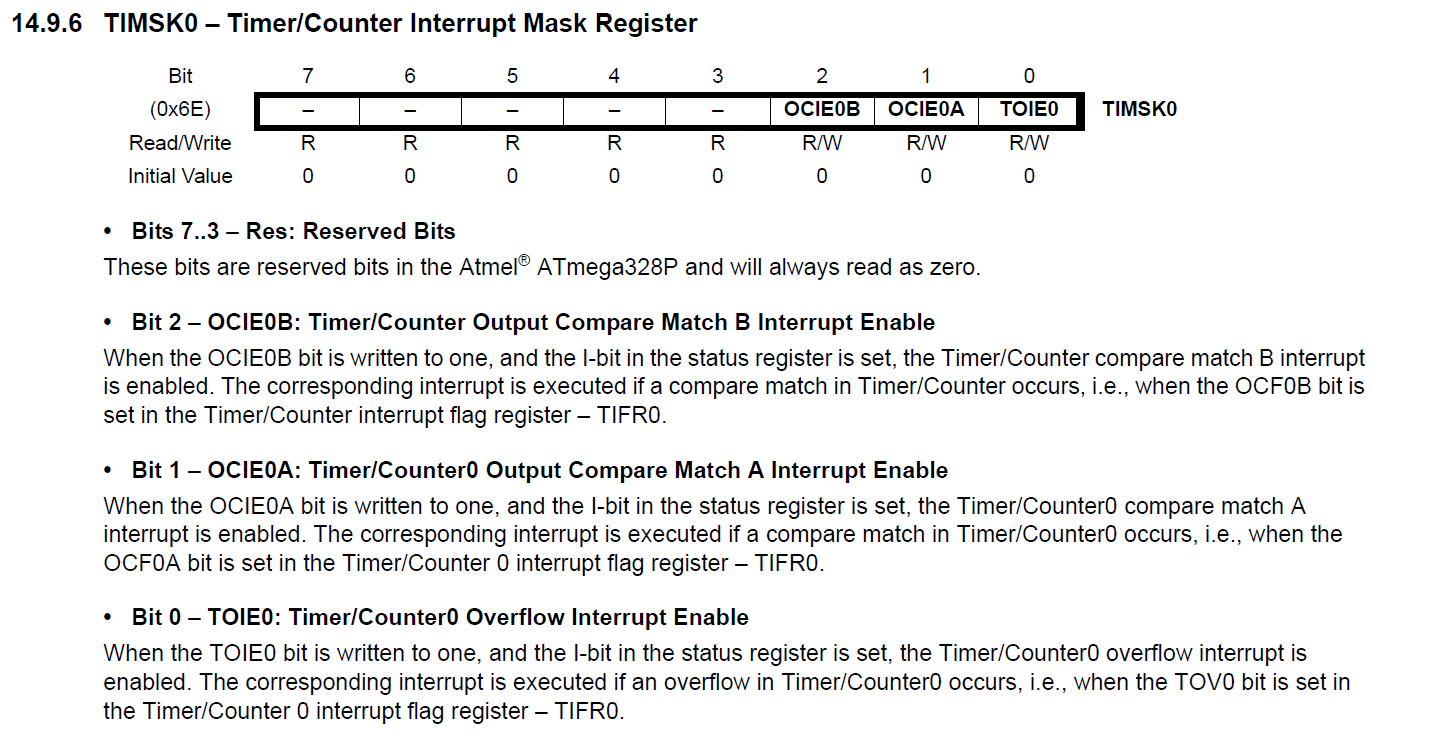 14.9.6 TIMSK0 – Timer/Counter Interrupt Mask Register
Bit 7 6 5 4 3 2 1 0
(0x6E) – – – – – OCIE0B OCIE0A TOIE0 TIMSK0
Read/Write R R R R R R/W R/W R/W
Initial Value 0 0 0 0 0 0 0 0
• Bits 7..3 – Res: Reserved Bits
These bits are reserved bits in the Atmel® ATmega328P and will always read as zero.
• Bit 2 – OCIE0B: Timer/Counter Output Compare Match B Interrupt Enable
When the OCIE0B bit is written to one, and the I-bit in the status register is set, the Timer/Counter compare match B interrupt
is enabled. The corresponding interrupt is executed if a compare match in Timer/Counter occurs, i.e., when the OCF0B bit is
set in the Timer/Counter interrupt flag register – TIFR0.
• Bit 1 – OCIE0A: Timer/Counter0 Output Compare Match A Interrupt Enable
When the OCIE0A bit is written to one, and the I-bit in the status register is set, the Timer/Counter0 compare match A
interrupt is enabled. The corresponding interrupt is executed if a compare match in Timer/Counter0 occurs, i.e., when the
OCF0A bit is set in the Timer/Counter 0 interrupt flag register – TIFR0.
• Bit 0 – TOIE0: Timer/Counter0 Overflow Interrupt Enable
When the TOIE0 bit is written to one, and the I-bit in the status register is set, the Timer/Counter0 overflow interrupt is
enabled. The corresponding interrupt is executed if an overflow in Timer/Counter0 occurs, i.e., when the TOV0 bit is set in
the Timer/Counter 0 interrupt flag register – TIFR0.